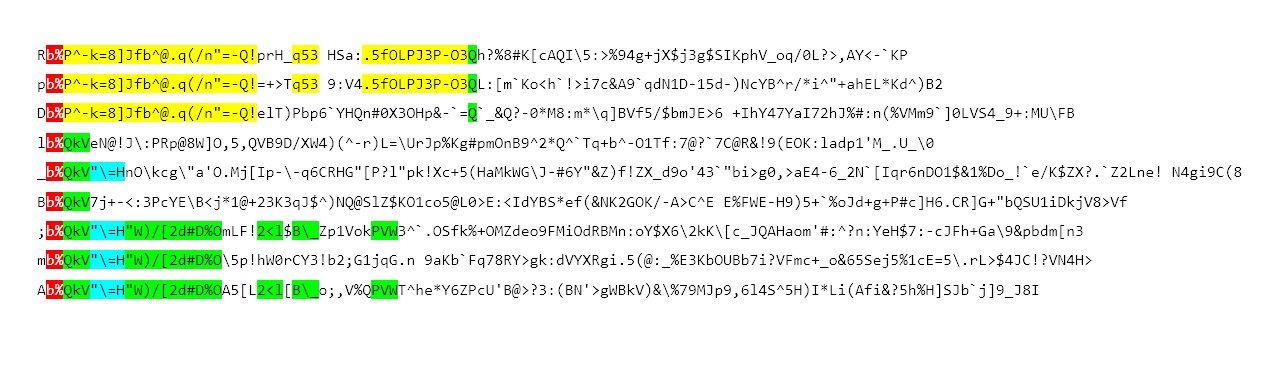 Rb%P^-k=8]Jfb^@.q(/n"=-Q!prH_q53 HSa:.5fOLPJ3P-O3Qh?%8#K[cAQI\5:>%94g+jX$j3g$SIKphV_oq/0L?>,AY<-`KP
pb%P^-k=8]Jfb^@.q(/n"=-Q!=+>Tq53 9:V4.5fOLPJ3P-O3QL:[m`Ko<h`!>i7c&A9`qdN1D-15d-)NcYB^r/*i^"+ahEL*Kd^)B2
Db%P^-k=8]Jfb^@.q(/n"=-Q!elT)Pbp6`YHQn#0X3OHp&-`=Q`_&Q?-0*M8:m*\q]BVf5/$bmJE>6 +IhY47YaI72hJ%#:n(%VMm9`]0LVS4_9+:MU\FB
lb%QkVeN@!J\:PRp@8W]O,5,QVB9D/XW4)(^-r)L=\UrJp%Kg#pmOnB9^2*Q^`Tq+b^-O1Tf:7@?`7C@R&!9(EOK:ladp1'M_.U_\0
_b%QkV"\=HnO\kcg\"a'O.Mj[Ip-\-q6CRHG"[P?l"pk!Xc+5(HaMkWG\J-#6Y"&Z)f!ZX_d9o'43`"bi>g0,>aE4-6_2N`[Iqr6nDO1$&1%Do_!`e/K$ZX?.`Z2Lne! N4gi9C(8
Bb%QkV7j+-<:3PcYE\B<j*1@+23K3qJ$^)NQ@SlZ$KO1co5@L0>E:<IdYBS*ef(&NK2GOK/-A>C^E E%FWE-H9)5+`%oJd+g+P#c]H6.CR]G+"bQSU1iDkjV8>Vf
;b%QkV"\=H"W)/[2d#D%OmLF!2<l$B\_Zp1VokPVW3^`.OSfk%+OMZdeo9FMiOdRBMn:oY$X6\2kK\[c_JQAHaom'#:^?n:YeH$7:-cJFh+Ga\9&pbdm[n3
mb%QkV"\=H"W)/[2d#D%O\5p!hW0rCY3!b2;G1jqG.n 9aKb`Fq78RY>gk:dVYXRgi.5(@:_%E3KbOUBb7i?VFmc+_o&65Sej5%1cE=5\.rL>$4JC!?VN4H>
Ab%QkV"\=H"W)/[2d#D%OA5[L2<l[B\_o;,V%QPVWT^he*Y6ZPcU'B@>?3:(BN'>gWBkV)&\%79MJp9,6l4S^5H)I*Li(Afi&?5h%H]SJb`j]9_J8I